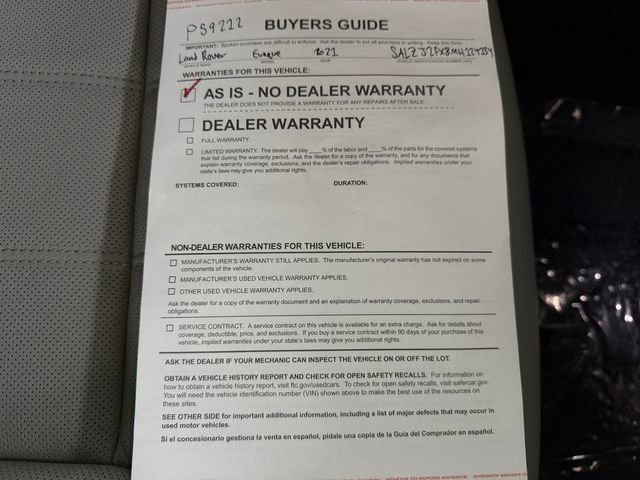 PS9212 BUYERS GUIDE
IMPORTANT: Spoken promises are difficult to enforce. Ask the dealer to put all promises in writing. Keep this form.
Land Rover Evoque 2021
VEHICLE MAKE MODEL YEAR VEHICLE IDENTIFICATION NUMBER (VIN)
WARRANTIES FOR THIS VEHICLE:
AS IS - NO DEALER WARRANTY
THE DEALER DOES NOT PROVIDE A WARRANTY FOR ANY REPAIRS AFTER SALE.
DEALER WARRANTY
FULL WARRANTY.
LIMITED WARRANTY. The dealer will pay ____% of the labor and ____% of the parts for the covered systems
that fail during the warranty period. Ask the dealer for a copy of the warranty, and for any documents that
explain warranty coverage, exclusions, and the dealer's repair obligations. Implied warranties under your
state's laws may give you additional rights.
SYSTEMS COVERED: DURATION:
NON-DEALER WARRANTIES FOR THIS VEHICLE:
MANUFACTURER'S WARRANTY STILL APPLIES. The manufacturer's original warranty has not expired on some
components of the vehicle.
MANUFACTURER'S USED VEHICLE WARRANTY APPLIES.
OTHER USED VEHICLE WARRANTY APPLIES.
Ask the dealer for a copy of the warranty document and an explanation of warranty coverage, exclusions, and repair
obligations.
SERVICE CONTRACT. A service contract on this vehicle is available for an extra charge. Ask for details about
coverage, deductible, price, and exclusions. If you buy a service contract within 90 days of your purchase of
this vehicle, implied warranties under your state's laws may give you additional rights.
ASK THE DEALER IF YOUR MECHANIC CAN INSPECT THE VEHICLE ON OR OFF THE LOT.
OBTAIN A VEHICLE HISTORY REPORT AND CHECK FOR OPEN SAFETY RECALLS. For information on
how to obtain a vehicle history report, visit ftc.gov/usedcars. To check for open safety recalls, visit safercar.gov.
You will need the vehicle identification number (VIN) shown above to make the best use of the resources on
these sites.
SEE OTHER SIDE for important additional information, including a list of major defects that may occur in
used motor vehicles.
Si el concesionario gestiona la venta en español, pídale una copia de la Guía del Comprador en español.
REMOVE TO EXPOSE ADHESIVE